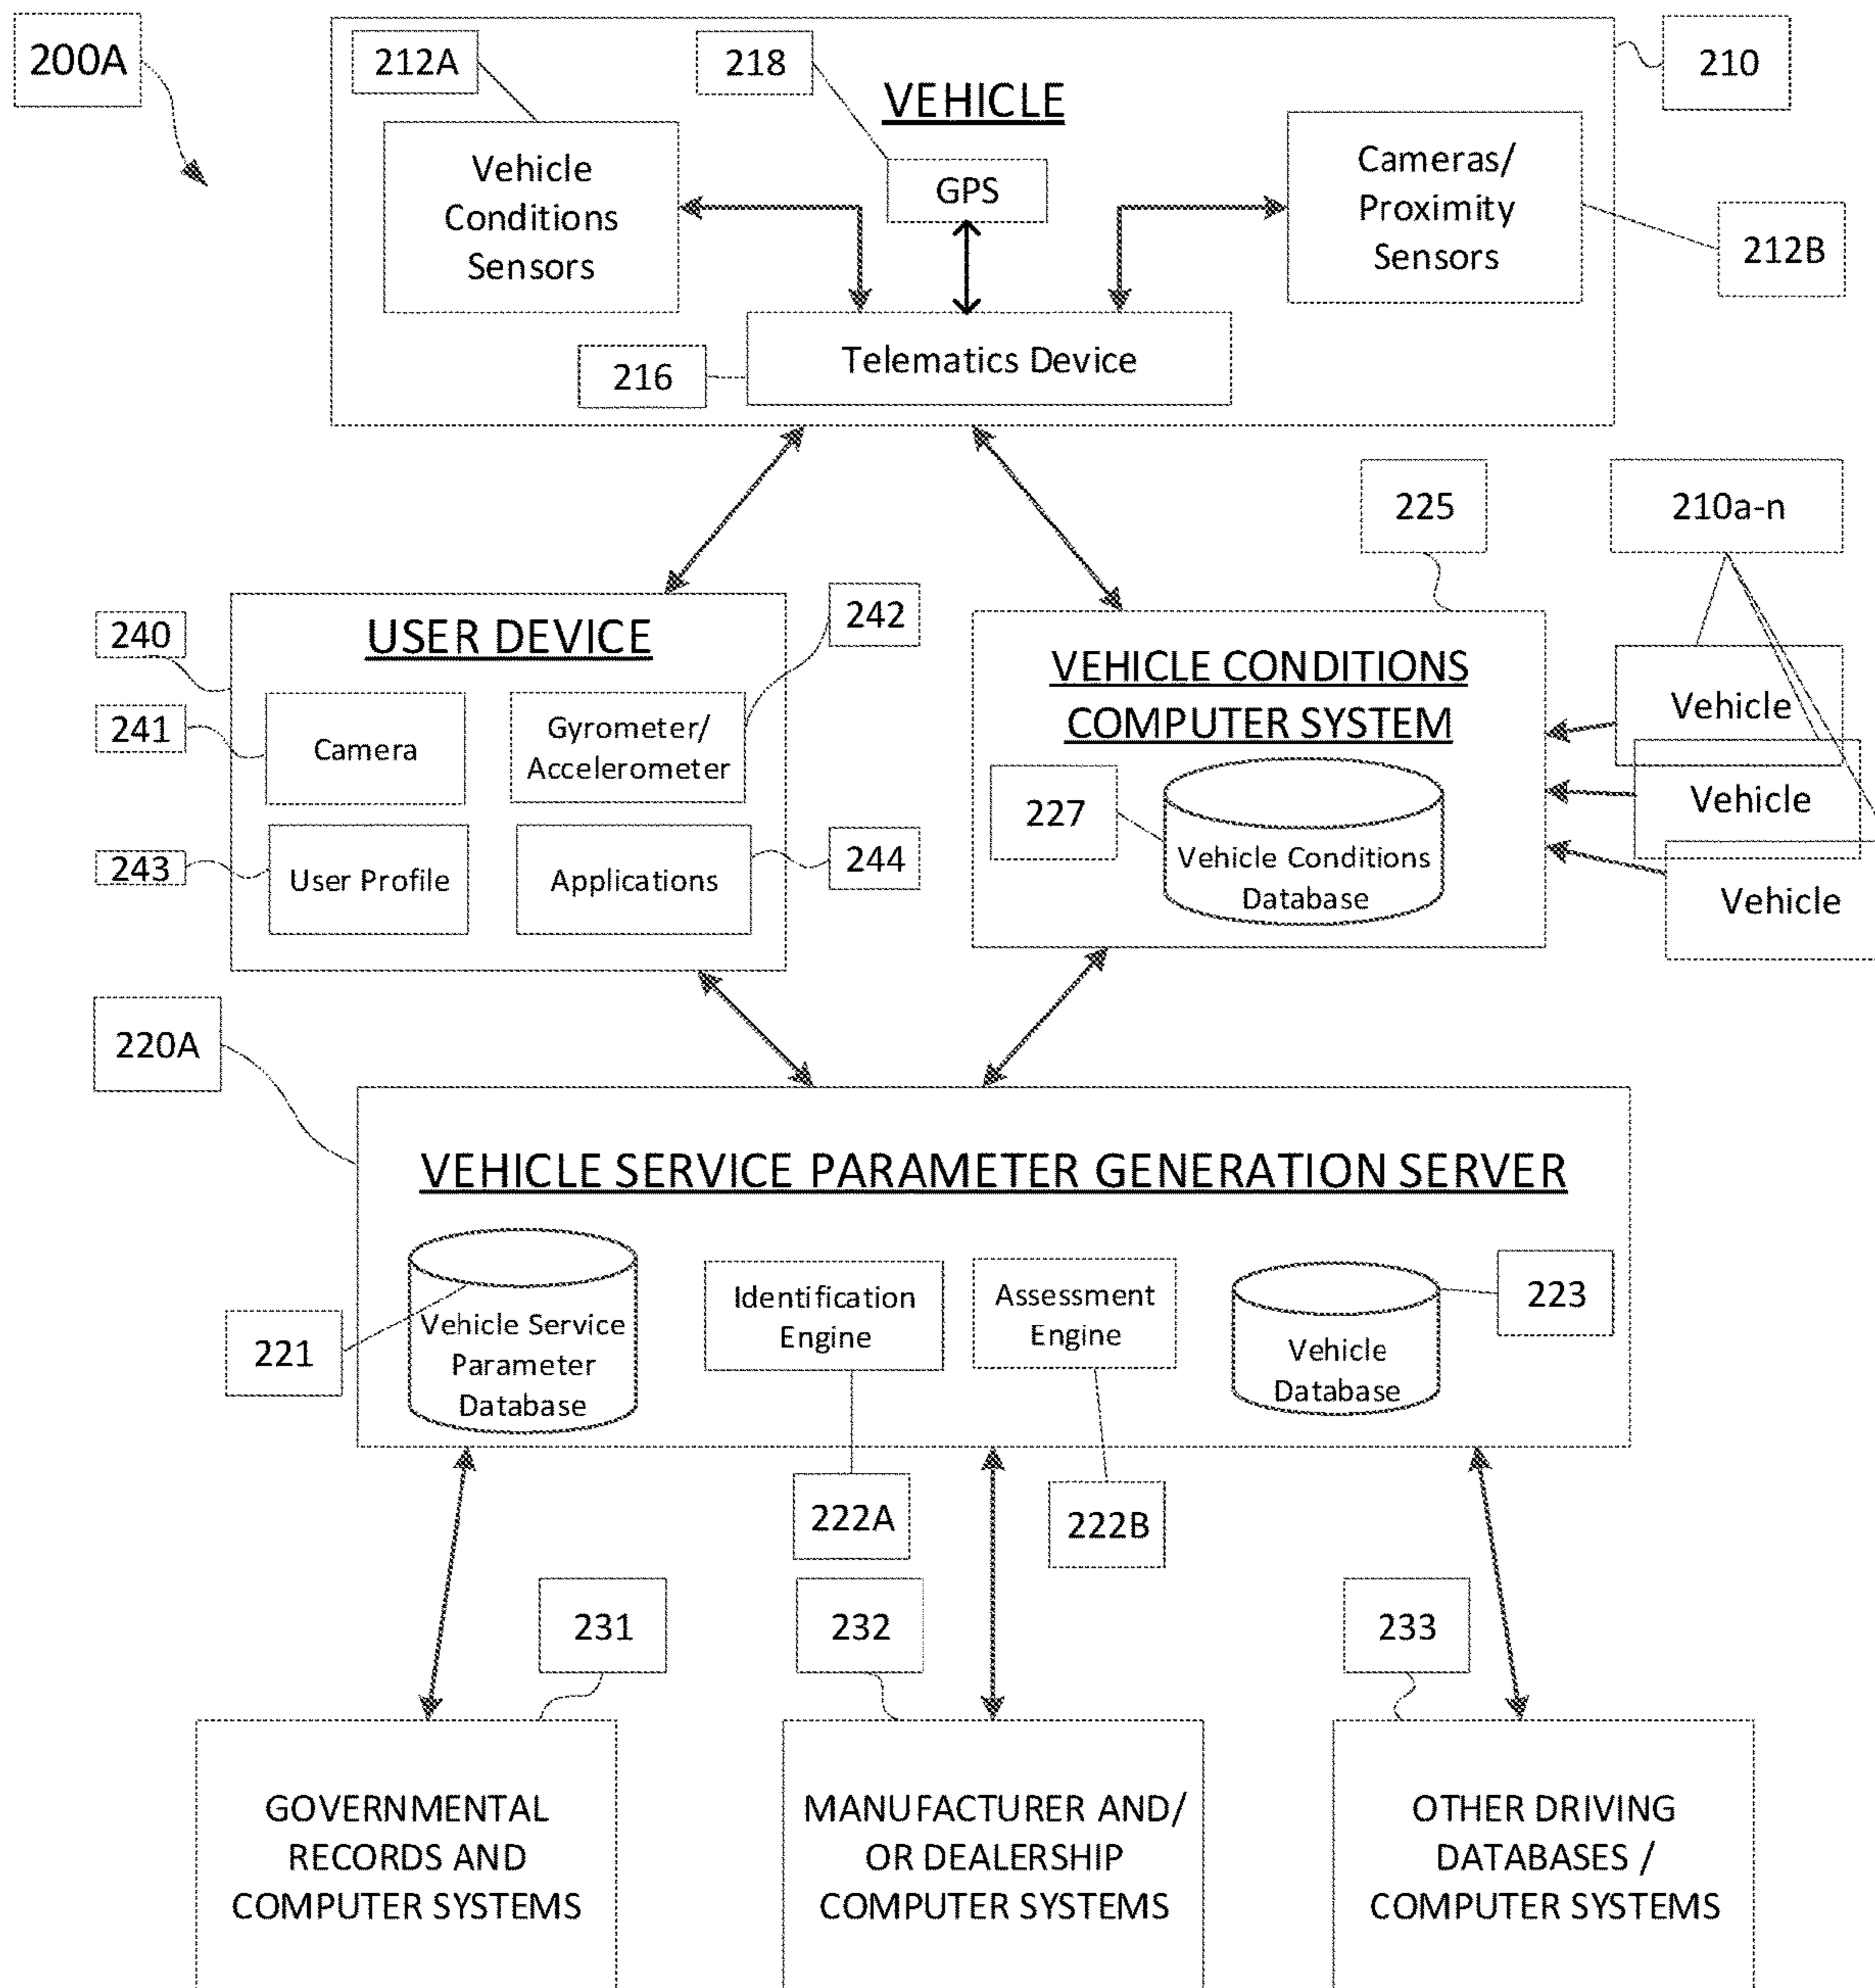 200A
212A
218
210
VEHICLE
Vehicle
Conditions
Sensors
GPS
Cameras/
Proximity
Sensors
212B
216
Telematics Device
225
210a-n
240
USER DEVICE
242
241
Camera
Gyrometer/
Accelerometer
243
User Profile
Applications
244
VEHICLE CONDITIONS
COMPUTER SYSTEM
227
Vehicle Conditions
Database
Vehicle
Vehicle
Vehicle
220A
VEHICLE SERVICE PARAMETER GENERATION SERVER
221
Vehicle Service
Parameter
Database
Identification
Engine
Assessment
Engine
Vehicle
Database
223
222A
222B
231
232
233
GOVERNMENTAL
RECORDS AND
COMPUTER SYSTEMS
MANUFACTURER AND/
OR DEALERSHIP
COMPUTER SYSTEMS
OTHER DRIVING
DATABASES /
COMPUTER SYSTEMS